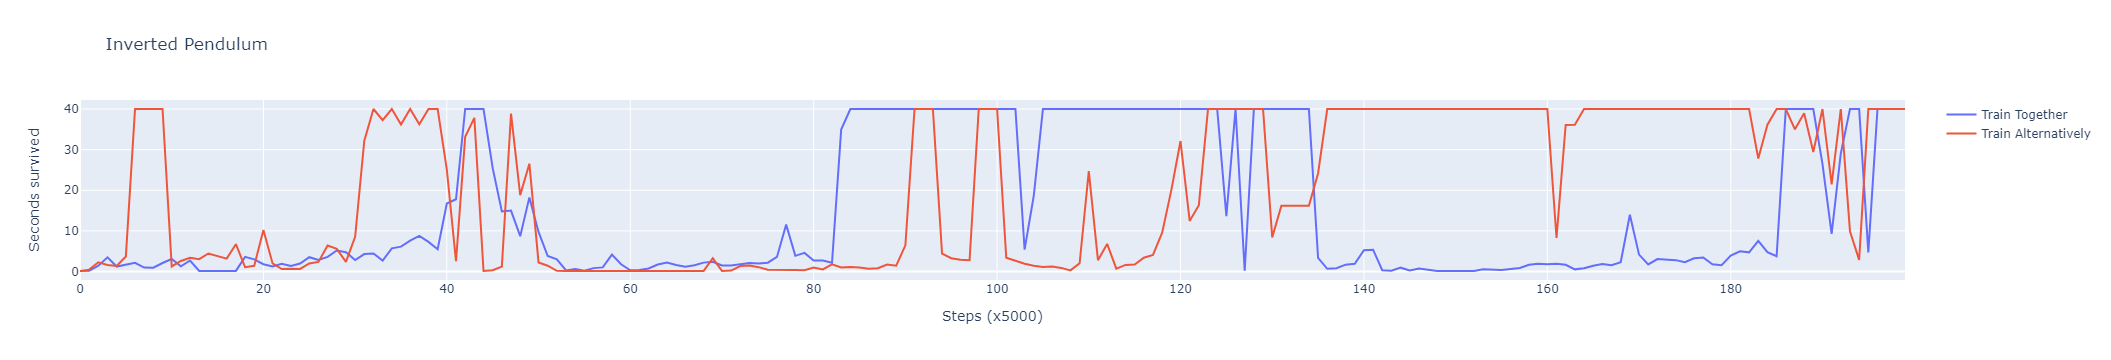 Inverted Pendulum
Seconds survived
40
30
20
10
0
0 20 40 60 80 100 120 140 160 180
Steps (x5000)
Train Together
Train Alternatively